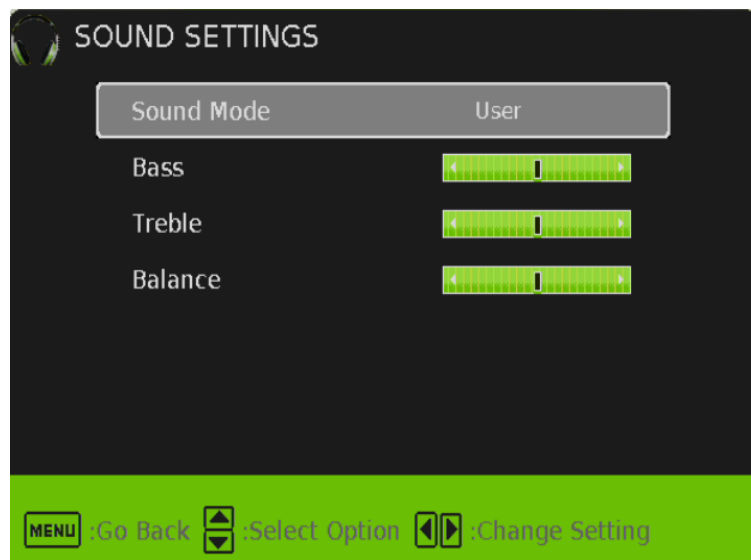 SOUND SETTINGS
Sound Mode User
Bass
Treble
Balance
MENU :Go Back :Select Option :Change Setting